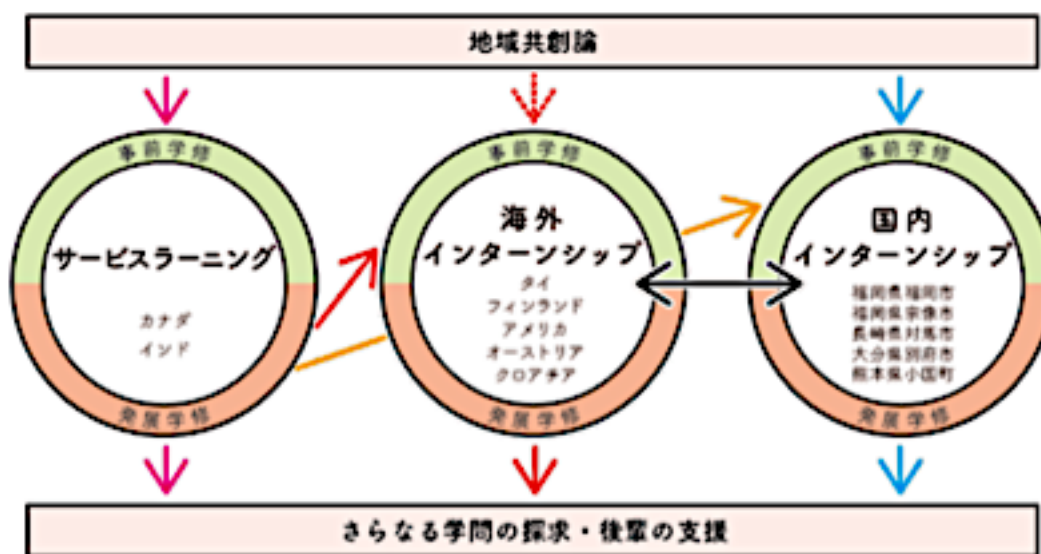 地域共創論
事前学修
サービスラーニング
カナダ
インド
発展学修
事前学修
海外
インターンシップ
タイ
フィンランド
アメリカ
オーストリア
クロアチア
発展学修
事前学修
国内
インターンシップ
福岡県福岡市
福岡県宗像市
長崎県対馬市
大分県別府市
熊本県小国町
発展学修
さらなる学問の探求・後輩の支援